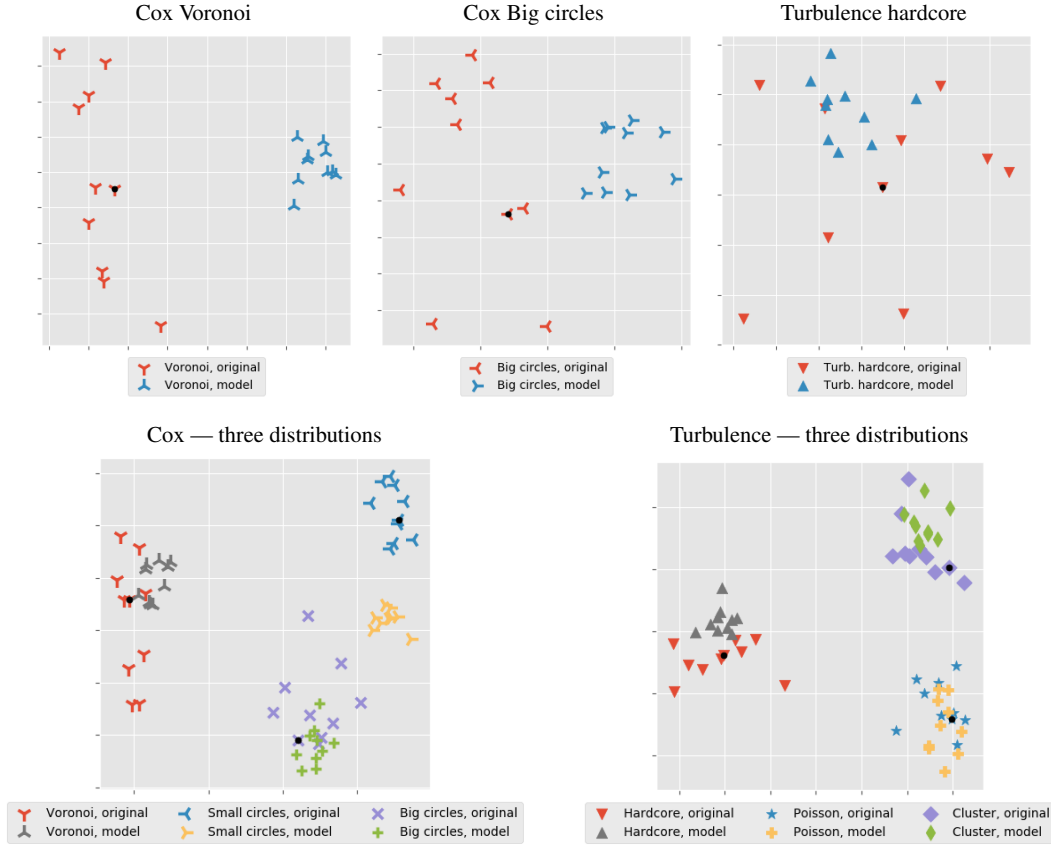 Cox Voronoi
Cox Big circles
Turbulence hardcore
Voronoi, original
Voronoi, model
Big circles, original
Big circles, model
Turb. hardcore, original
Turb. hardcore, model
Cox — three distributions
Turbulence — three distributions
Voronoi, original
Small circles, original
Big circles, original
Voronoi, model
Small circles, model
Big circles, model
Hardcore, original
Poisson, original
Cluster, original
Hardcore, model
Poisson, model
Cluster, model